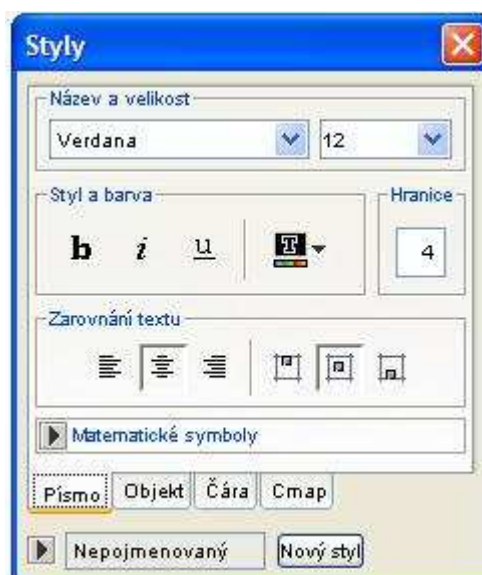 Styly
Název a velikost
Verdana 12
Styl a barva Hranice
b i u T 4
Zarovnání textu
Matematické symboly
Písmo Objekt Čára Cmap
Nepojmenovaný Nový styl